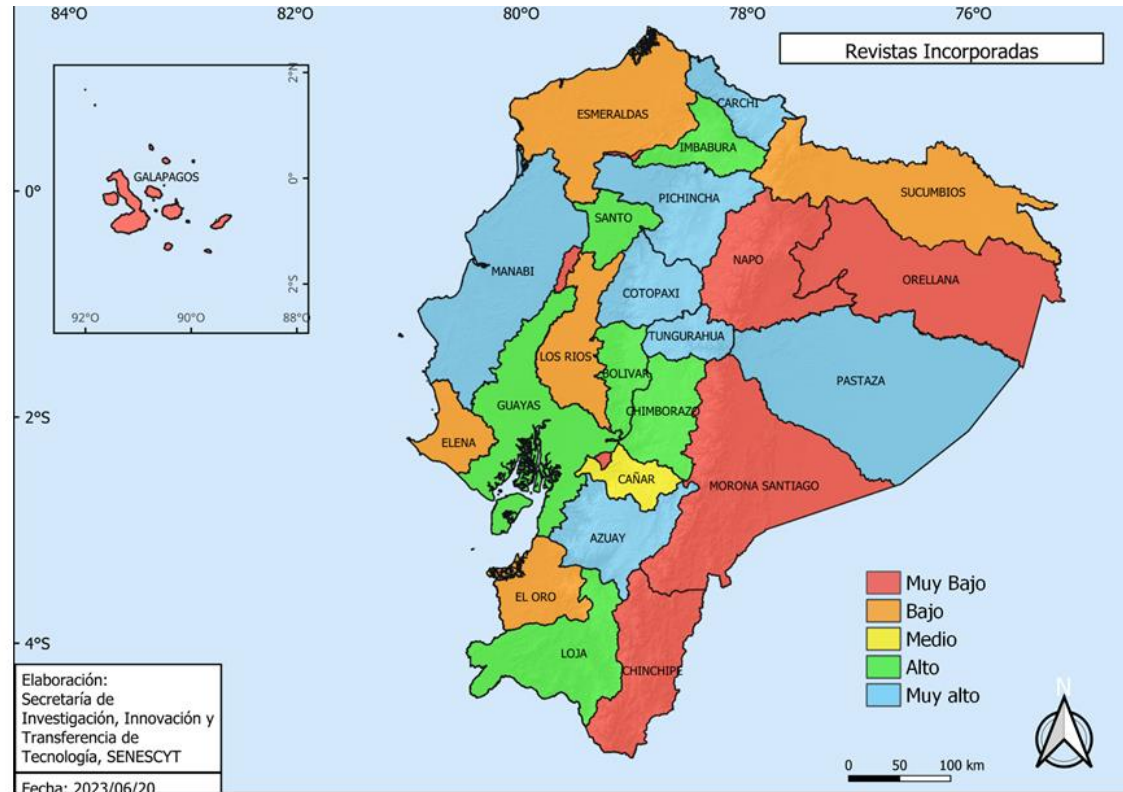 84°O 82°O 80°O 78°O 76°O
Revistas Incorporadas
2°N
0°
2°S
GALAPAGOS
92°O 90°O 88°O
0°
2°S
4°S
ESMERALDAS
CARCHI
IMBABURA
SUCUMBIOS
PICHINCHA
SANTO
NAPO
MANABI
ORELLANA
COTOPAXI
TUNGURAHUA
LOS RIOS
BOLIVAR
PASTAZA
GUAYAS
CHIMBORAZO
ELENA
CAÑAR
MORONA SANTIAGO
AZUAY
EL ORO
LOJA
CHINCHIPE
Muy Bajo
Bajo
Medio
Alto
Muy alto
Elaboración:
Secretaría de
Investigación, Innovación y
Transferencia de
Tecnología, SENESCYT
Fecha: 2023/06/20
N
0 50 100 km